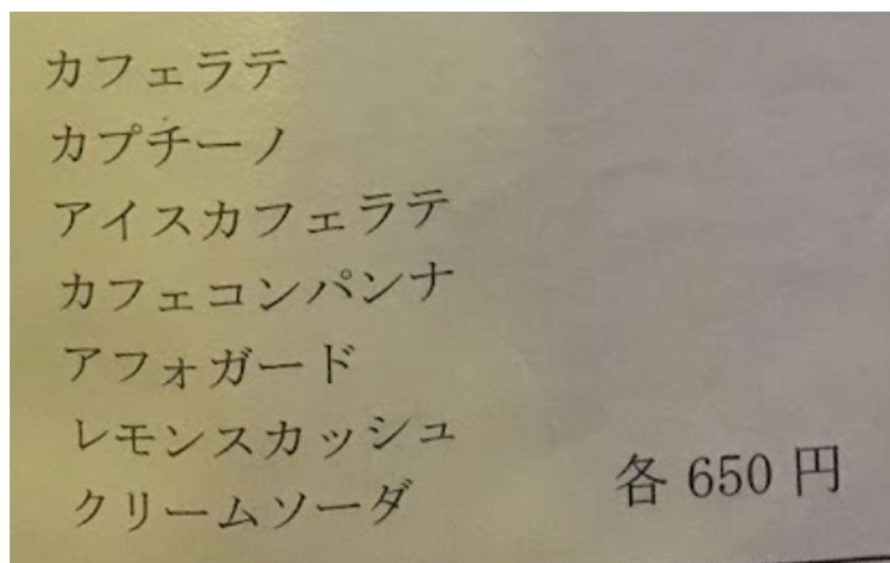 カフェラテ
カプチーノ
アイスカフェラテ
カフェコンパンナ
アフォガード
レモンスカッシュ
クリームソーダ
各 650 円